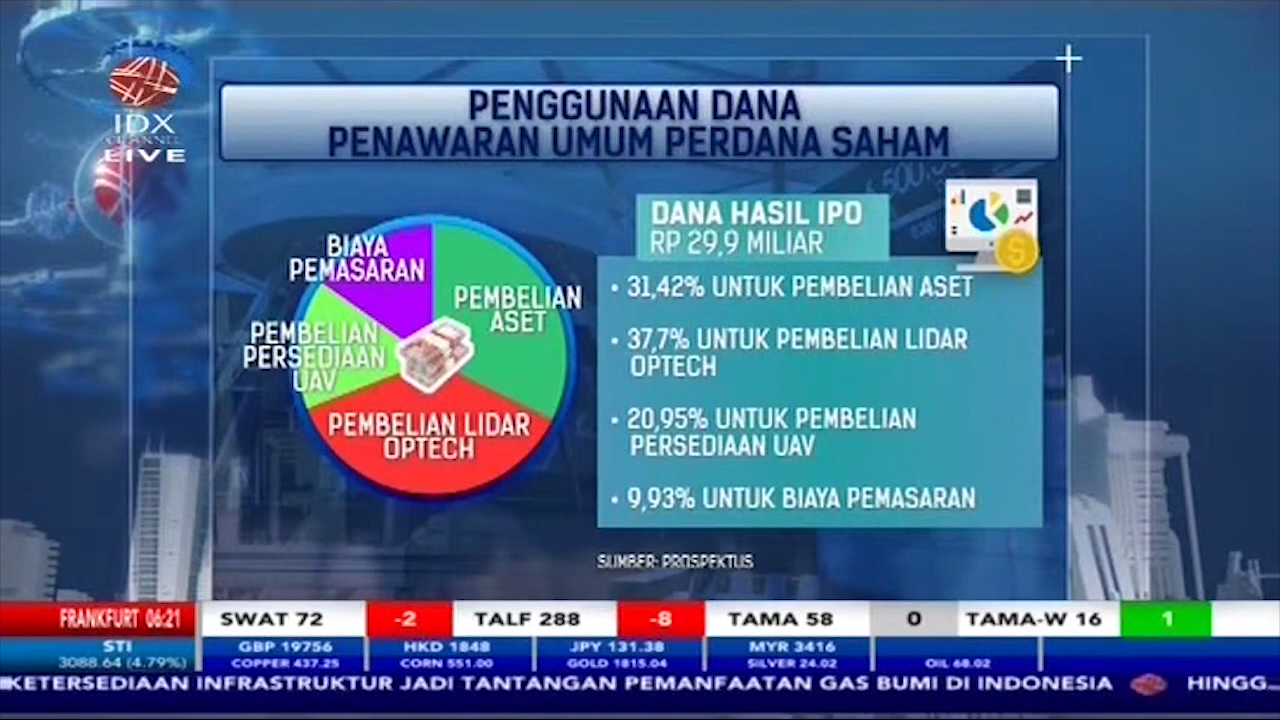 IDX
CHANNEL
LIVE
PENGGUNAAN DANA
PENAWARAN UMUM PERDANA SAHAM
BIAYA
PEMASARAN
PEMBELIAN
ASET
PEMBELIAN
PERSEDIAAN
UAV
PEMBELIAN LIDAR
OPTECH
DANA HASIL IPO
RP 29,9 MILIAR
• 31,42% UNTUK PEMBELIAN ASET
• 37,7% UNTUK PEMBELIAN LIDAR
OPTECH
• 20,95% UNTUK PEMBELIAN
PERSEDIAAN UAV
• 9,93% UNTUK BIAYA PEMASARAN
SUMBER: PROSPEKTUS
FRANKFURT 06:21 SWAT 72 -2 TALF 288 -8 TAMA 58 0 TAMA-W 16 1
STI GBP 19756 HKD 1848 JPY 131.38 MYR 3416
3088.64 (4.79%) COPPER 437.25 CORN 551.00 GOLD 1815.04 SILVER 24.02 OIL 68.02
KETERSEDIAAN INFRASTRUKTUR JADI TANTANGAN PEMANFAATAN GAS BUMI DI INDONESIA HINGG...